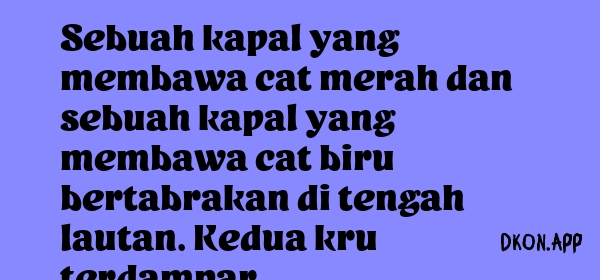 Sebuah kapal yang
membawa cat merah dan
sebuah kapal yang
membawa cat biru
bertabrakan di tengah
lautan. Kedua kru
terdampar
DKON.APP